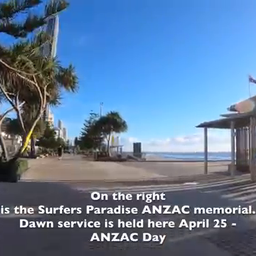 On the right
is the Surfers Paradise ANZAC memorial.
Dawn service is held here April 25 -
ANZAC Day